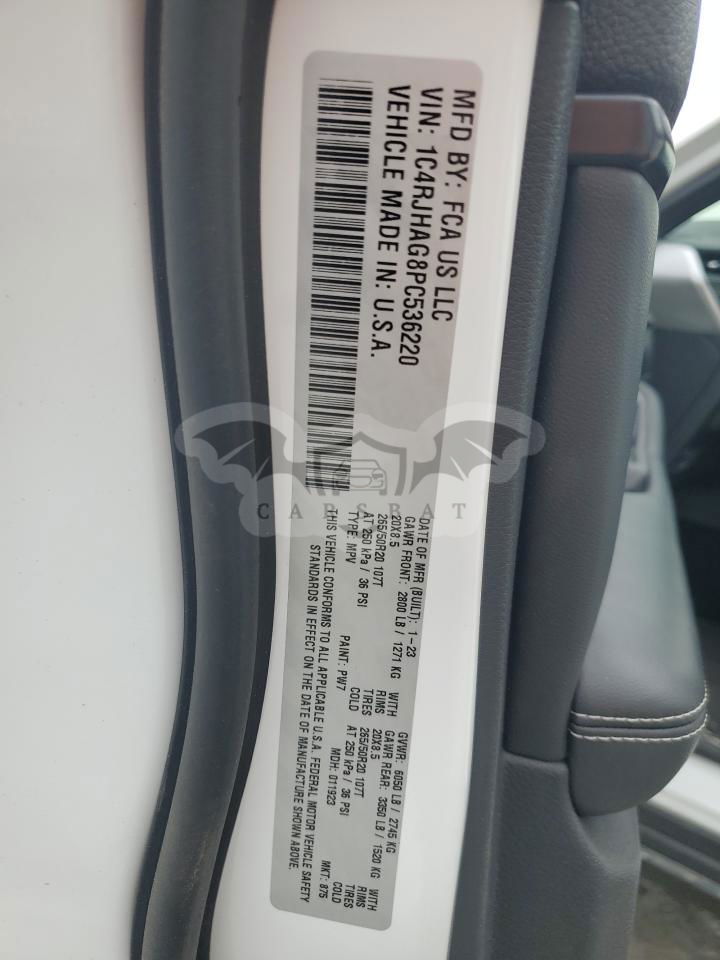 MFD BY: FCA US LLC
VIN: 1C4RJHAG8PC536220
VEHICLE MADE IN: U.S.A.
DATE OF MFR (BUILT): 1-23 GVWR: 6050 LB / 2745 KG
GAWR FRONT: 2800 LB / 1271 KG WITH GAWR REAR: 3350 LB / 1520 KG WITH
20X8.5 RIMS 20X8.5 RIMS
265/50R20 107T TIRES 265/50R20 107T TIRES
AT 250 kPa / 36 PSI COLD AT 250 kPa / 36 PSI COLD
TYPE: MPV PAINT: PW7 MDH: 011923 MKT: 875
THIS VEHICLE CONFORMS TO ALL APPLICABLE U.S.A. FEDERAL MOTOR VEHICLE SAFETY
STANDARDS IN EFFECT ON THE DATE OF MANUFACTURE SHOWN ABOVE.
CARSBAT